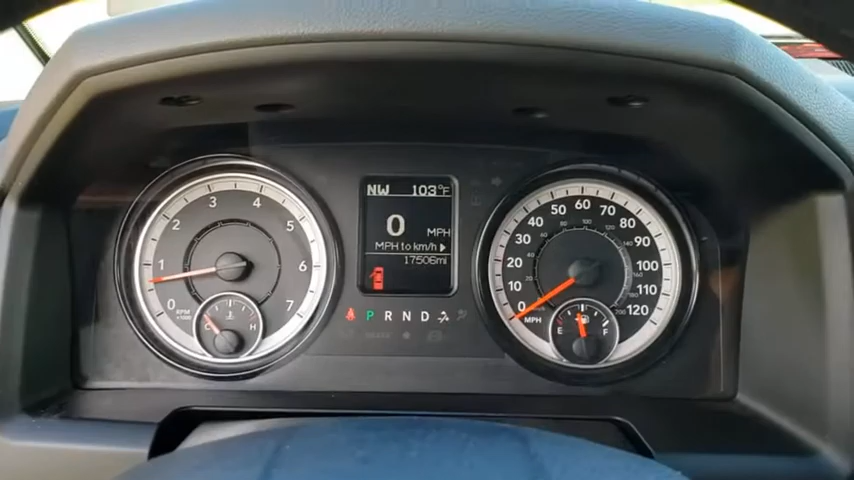 NW 103°F
0 MPH
MPH to km/h
17506mi
0 1 2 3 4 5 6 7
RPM
x1000
C H
P R N D
0 10 20 30 40 50 60 70 80 90 100 110 120
MPH
E F